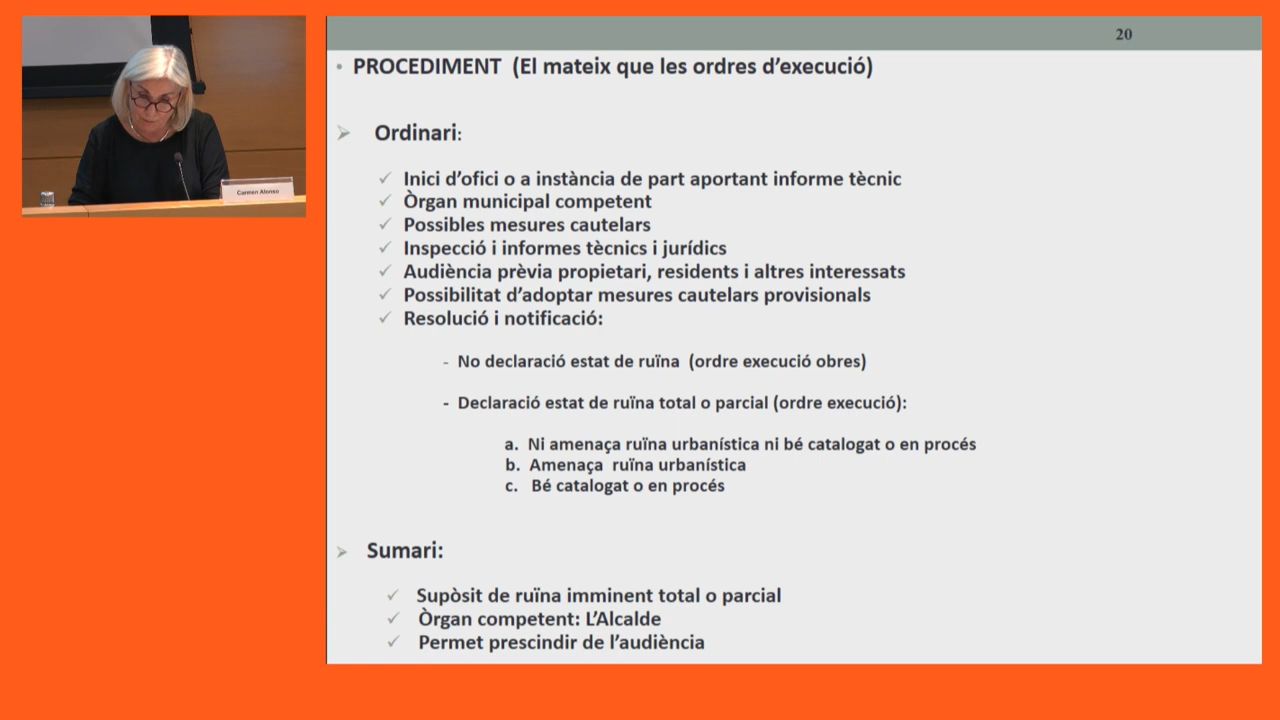 Carmen Alonso
20
• PROCEDIMENT (El mateix que les ordres d'execució)
➢ Ordinari:
✓ Inici d'ofici o a instància de part aportant informe tècnic
✓ Òrgan municipal competent
✓ Possibles mesures cautelars
✓ Inspecció i informes tècnics i jurídics
✓ Audiència prèvia propietari, residents i altres interessats
✓ Possibilitat d'adoptar mesures cautelars provisionals
✓ Resolució i notificació:
- No declaració estat de ruïna (ordre execució obres)
- Declaració estat de ruïna total o parcial (ordre execució):
a. Ni amenaça ruïna urbanística ni bé catalogat o en procés
b. Amenaça ruïna urbanística
c. Bé catalogat o en procés
➢ Sumari:
✓ Supòsit de ruïna imminent total o parcial
✓ Òrgan competent: L'Alcalde
✓ Permet prescindir de l'audiència